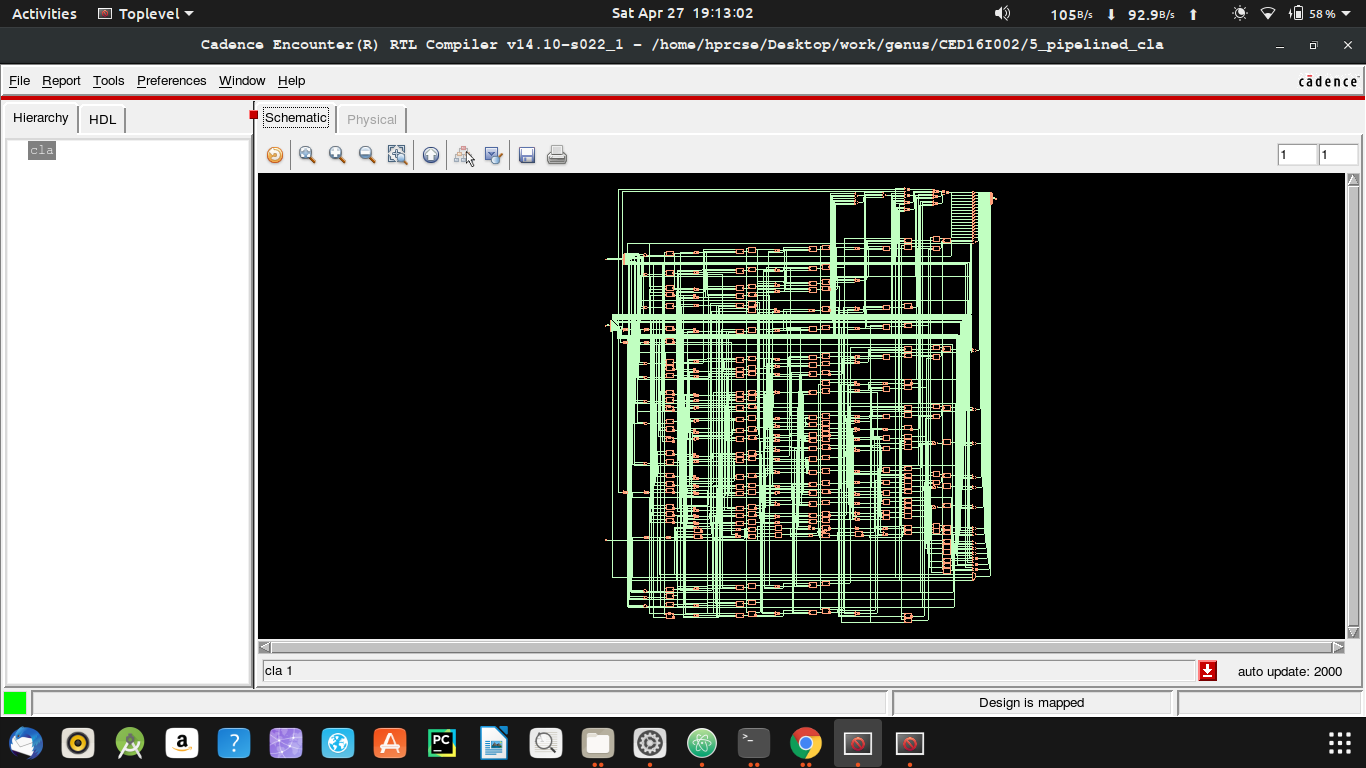 Activities Toplevel Sat Apr 27 19:13:02 105B/s 92.9B/s 58 %
Cadence Encounter(R) RTL Compiler v14.10-s022_1 - /home/hprcse/Desktop/work/genus/CED16I002/5_pipelined_cla
File Report Tools Preferences Window Help cādence
Hierarchy HDL Schematic Physical
cla
1 1
cla 1 auto update: 2000
Design is mapped
a ? A PC >_